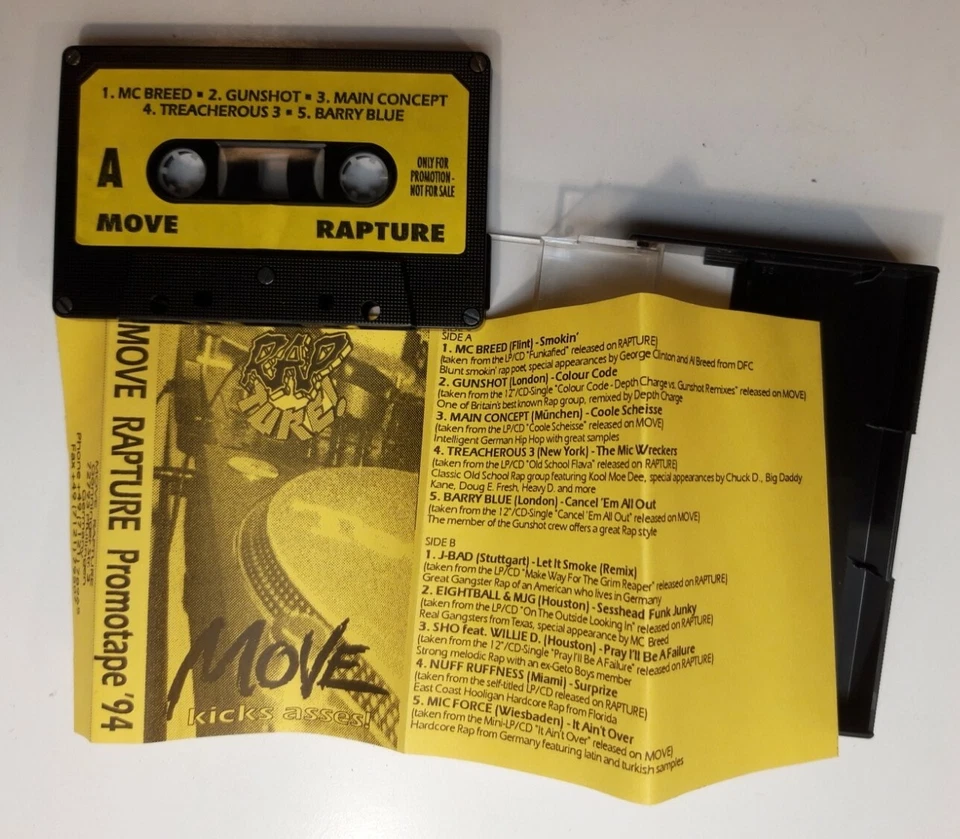 1. MC BREED ▪ 2. GUNSHOT ▪ 3. MAIN CONCEPT
4. TREACHEROUS 3 ▪ 5. BARRY BLUE
A
ONLY FOR
PROMOTION-
NOT FOR SALE
MOVE
RAPTURE
MOVE RAPTURE Promotape '94
RAP
TURE!
MOVE
kicks asses!
SIDE A
1. MC BREED (Flint) - Smokin'
(taken from the LP/CD "Funkafied" released on RAPTURE)
Blunt smokin' rap poet, special appearances by George Clinton and Al Breed from DFC
2. GUNSHOT (London) - Colour Code
(taken from the 12"/CD-Single "Colour Code - Depth Charge vs. Gunshot Remixes" released on MOVE)
One of Britain's best known Rap group, remixed by Depth Charge
3. MAIN CONCEPT (München) - Coole Scheisse
(taken from the LP/CD "Coole Scheisse" released on MOVE)
Intelligent German Hip Hop with great samples
4. TREACHEROUS 3 (New York) - The Mic Wreckers
(taken from the LP/CD "Old School Flava" released on RAPTURE)
Classic Old School Rap group featuring Kool Moe Dee, special appearances by Chuck D., Big Daddy
Kane, Doug E. Fresh, Heavy D. and more
5. BARRY BLUE (London) - Cancel 'Em All Out
(taken from the 12"/CD-Single "Cancel 'Em All Out" released on MOVE)
The member of the Gunshot crew offers a great Rap style
SIDE B
1. J-BAD (Stuttgart) - Let It Smoke (Remix)
(taken from the LP/CD "Make Way For The Grim Reaper" released on RAPTURE)
Great Gangster Rap of an American who lives in Germany
2. EIGHTBALL & MJG (Houston) - Sesshead Funk Junky
(taken from the LP/CD "On The Outside Looking In" released on RAPTURE)
Real Gangsters from Texas, special appearance by MC Breed
3. SHO feat. WILLIE D. (Houston) - Pray I'll Be A Failure
(taken from the 12"/CD-Single "Pray I'll Be A Failure" released on RAPTURE)
Strong melodic Rap with an ex-Geto Boys member
4. NUFF RUFFNESS (Miami) - Surprize
(taken from the self-titled LP/CD released on RAPTURE)
East Coast Hooligan Hardcore Rap from Florida
5. MIC FORCE (Wiesbaden) - It Ain't Over
(taken from the Mini-LP/CD "It Ain't Over" released on MOVE)
Hardcore Rap from Germany featuring latin and turkish samples